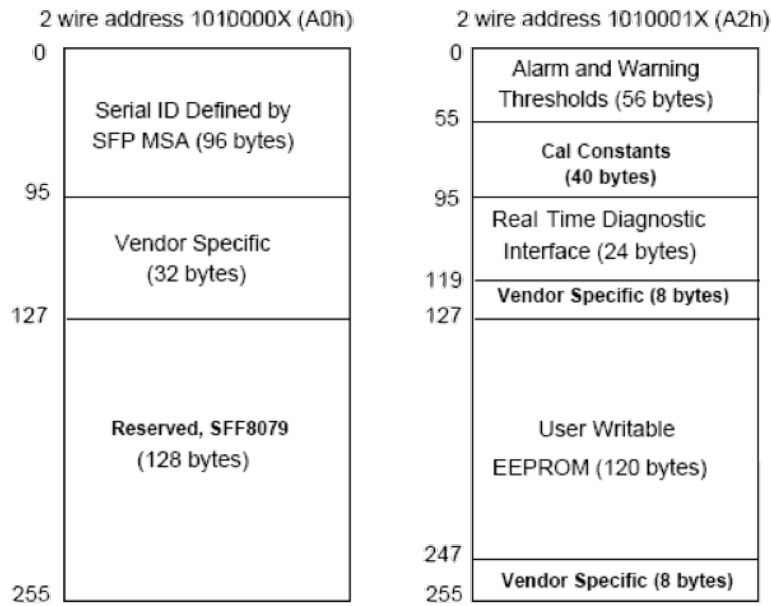 2 wire address 1010000X (A0h)
0
Serial ID Defined by
SFP MSA (96 bytes)
95
Vendor Specific
(32 bytes)
127
Reserved, SFF8079
(128 bytes)
255
2 wire address 1010001X (A2h)
0
Alarm and Warning
Thresholds (56 bytes)
55
Cal Constants
(40 bytes)
95
Real Time Diagnostic
Interface (24 bytes)
119
Vendor Specific (8 bytes)
127
User Writable
EEPROM (120 bytes)
247
Vendor Specific (8 bytes)
255